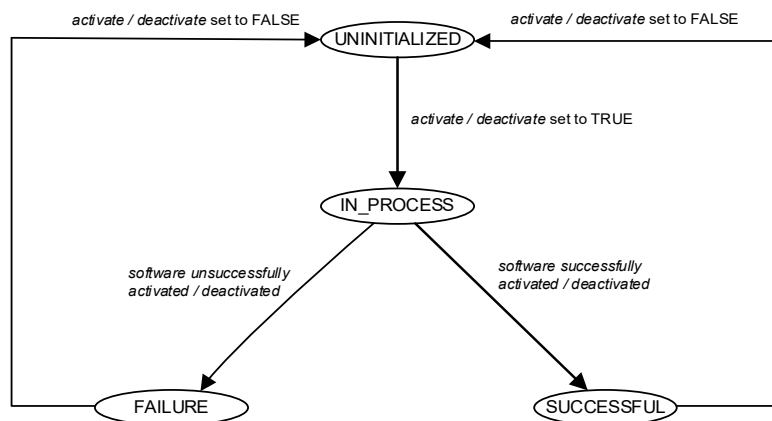 activate / deactivate set to FALSE
activate / deactivate set to FALSE
UNINITIALIZED
activate / deactivate set to TRUE
IN_PROCESS
software unsuccessfully
activated / deactivated
software successfully
activated / deactivated
FAILURE
SUCCESSFUL